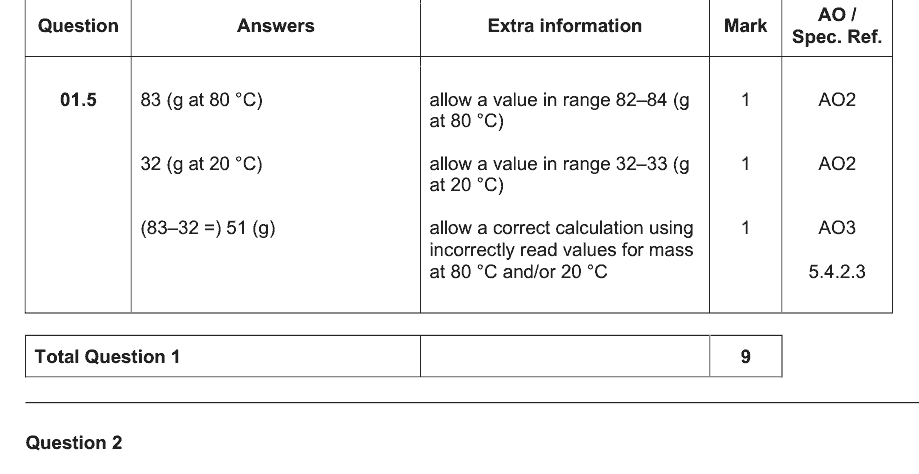 Question Answers Extra information Mark AO /
Spec. Ref.
01.5 83 (g at 80 °C) allow a value in range 82–84 (g 1 AO2
at 80 °C)
32 (g at 20 °C) allow a value in range 32–33 (g 1 AO2
at 20 °C)
(83–32 =) 51 (g) allow a correct calculation using 1 AO3
incorrectly read values for mass
at 80 °C and/or 20 °C 5.4.2.3
Total Question 1 9
Question 2